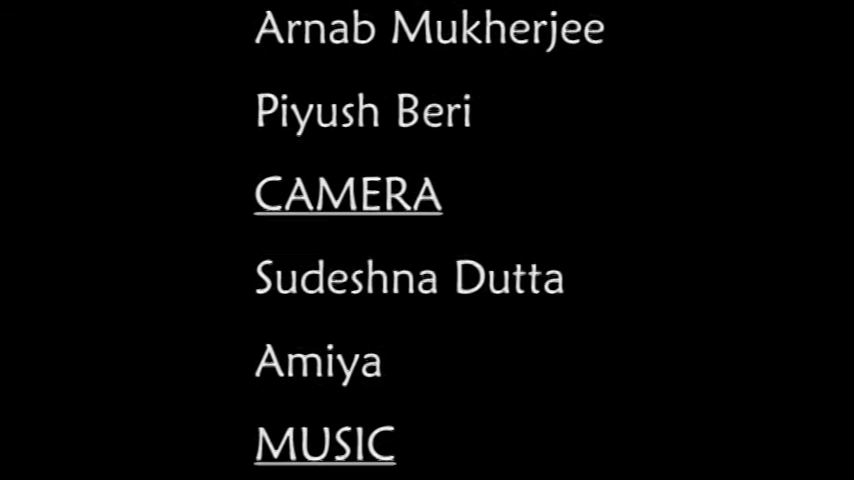 Arnab Mukherjee
Piyush Beri
CAMERA
Sudeshna Dutta
Amiya
MUSIC